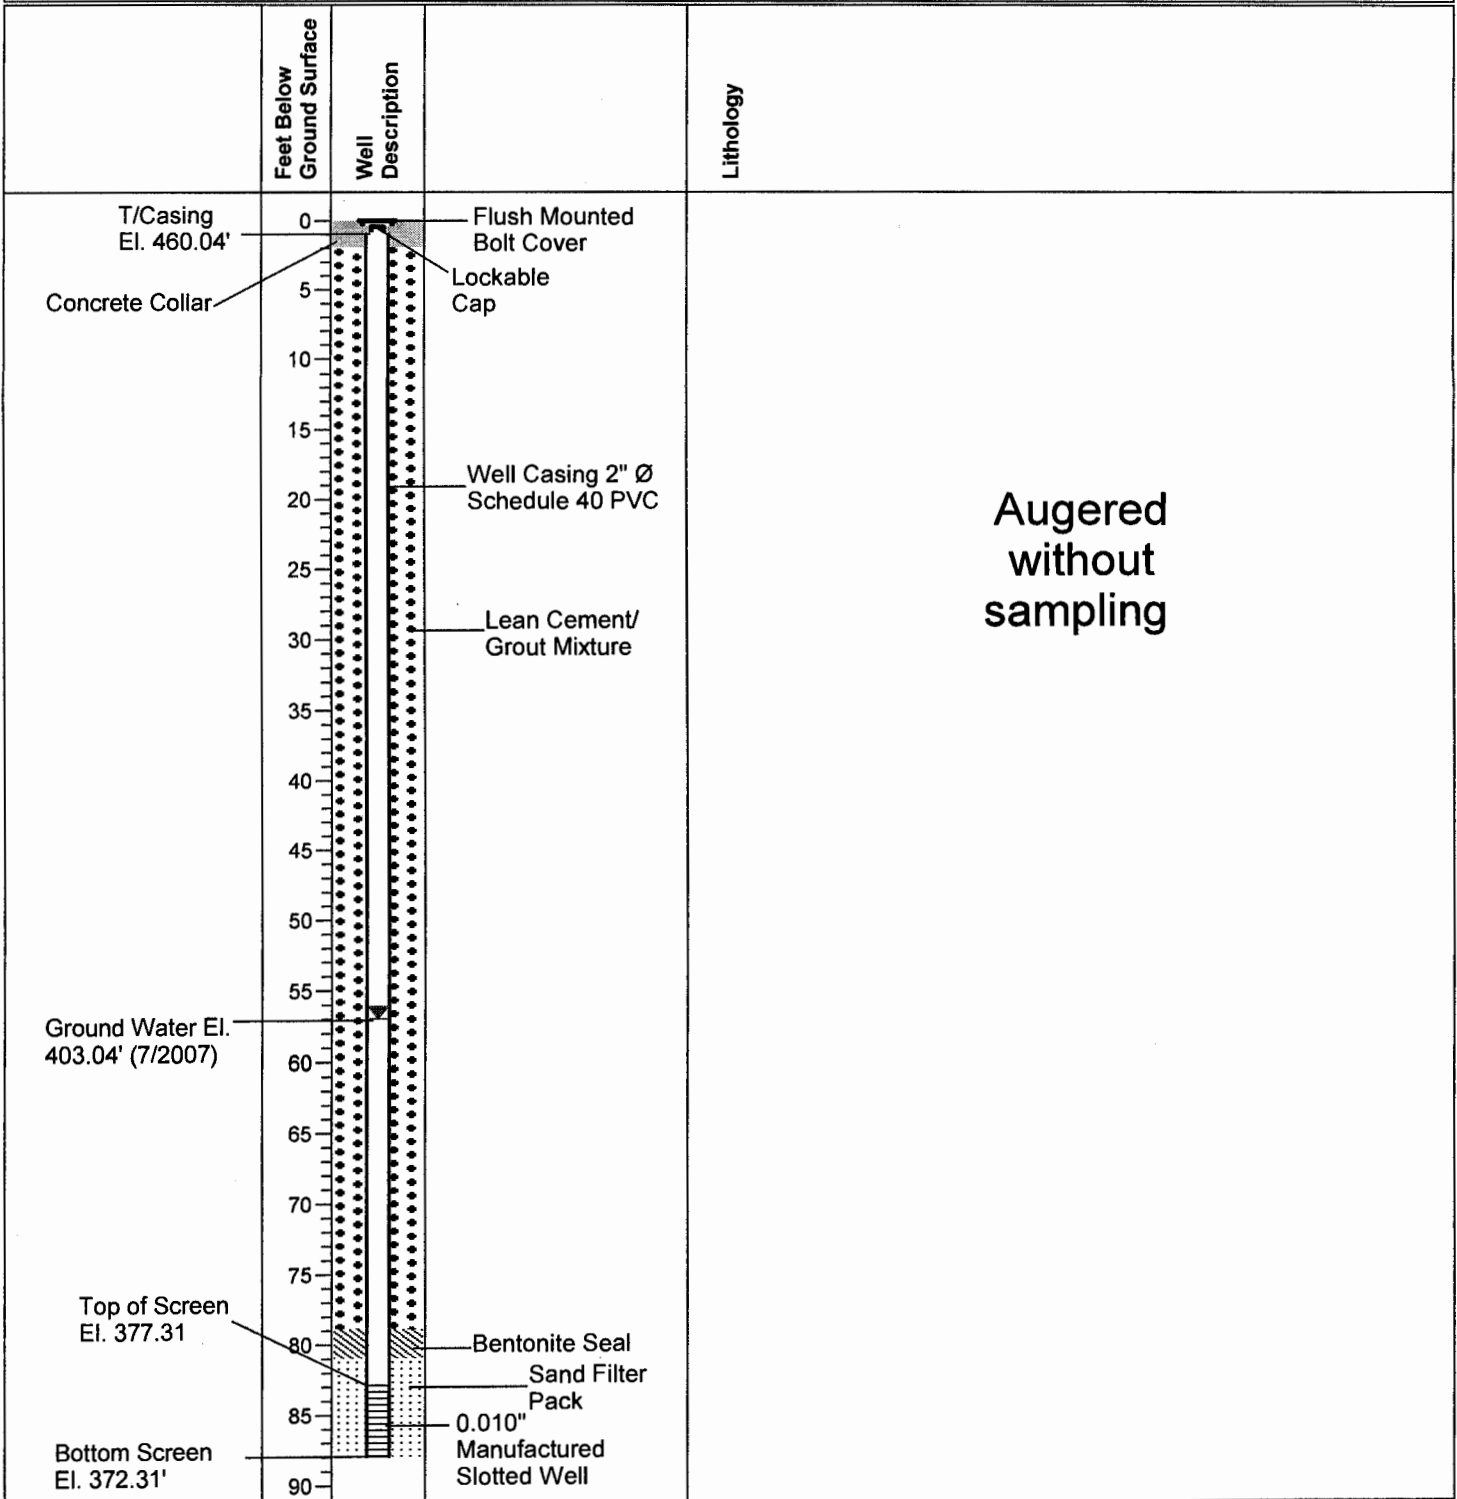 Feet Below
Ground Surface
Well
Description
Lithology
T/Casing
El. 460.04'
Concrete Collar
0
5
10
15
20
25
30
35
40
45
50
55
60
65
70
75
80
85
90
Flush Mounted
Bolt Cover
Lockable
Cap
Well Casing 2" Ø
Schedule 40 PVC
Lean Cement/
Grout Mixture
Augered
without
sampling
Ground Water El.
403.04' (7/2007)
Top of Screen
El. 377.31
Bentonite Seal
Sand Filter
Pack
0.010"
Manufactured
Slotted Well
Bottom Screen
El. 372.31'